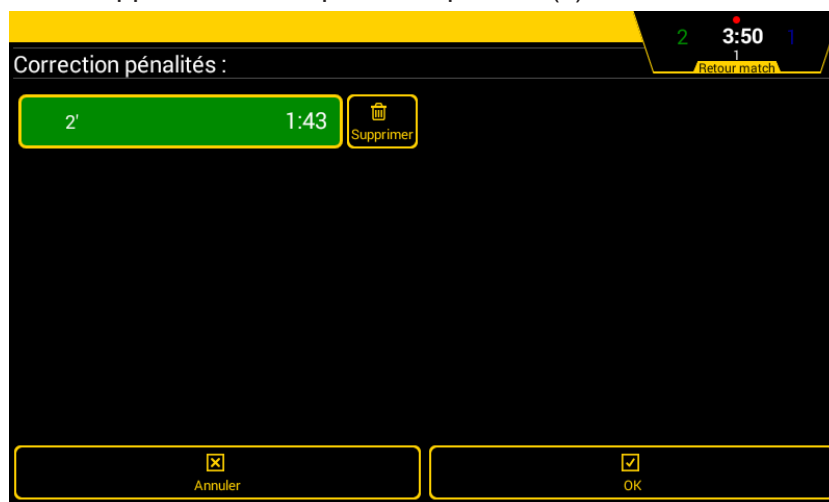 2 3:50 1
1
Retour match
Correction pénalités :
2' 1:43
Supprimer
Annuler
OK